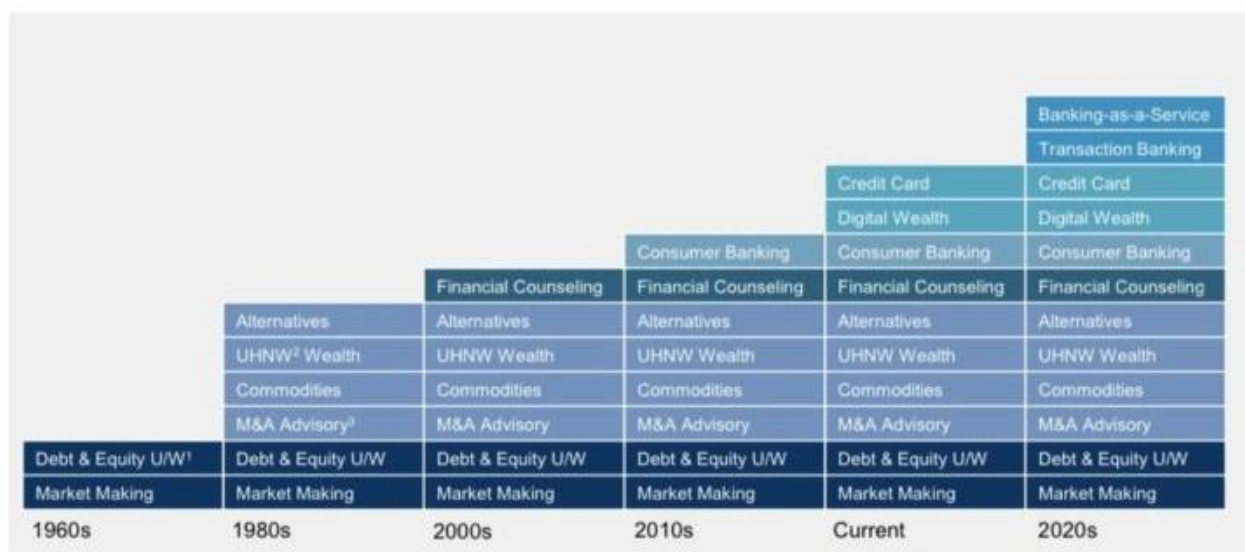 Banking-as-a-Service
Transaction Banking
Credit Card Credit Card
Digital Wealth Digital Wealth
Consumer Banking Consumer Banking Consumer Banking
Financial Counseling Financial Counseling Financial Counseling Financial Counseling
Alternatives Alternatives Alternatives Alternatives Alternatives
UHNW² Wealth UHNW Wealth UHNW Wealth UHNW Wealth UHNW Wealth
Commodities Commodities Commodities Commodities Commodities
M&A Advisory³ M&A Advisory M&A Advisory M&A Advisory M&A Advisory
Debt & Equity U/W¹ Debt & Equity U/W Debt & Equity U/W Debt & Equity U/W Debt & Equity U/W Debt & Equity U/W
Market Making Market Making Market Making Market Making Market Making Market Making
1960s 1980s 2000s 2010s Current 2020s